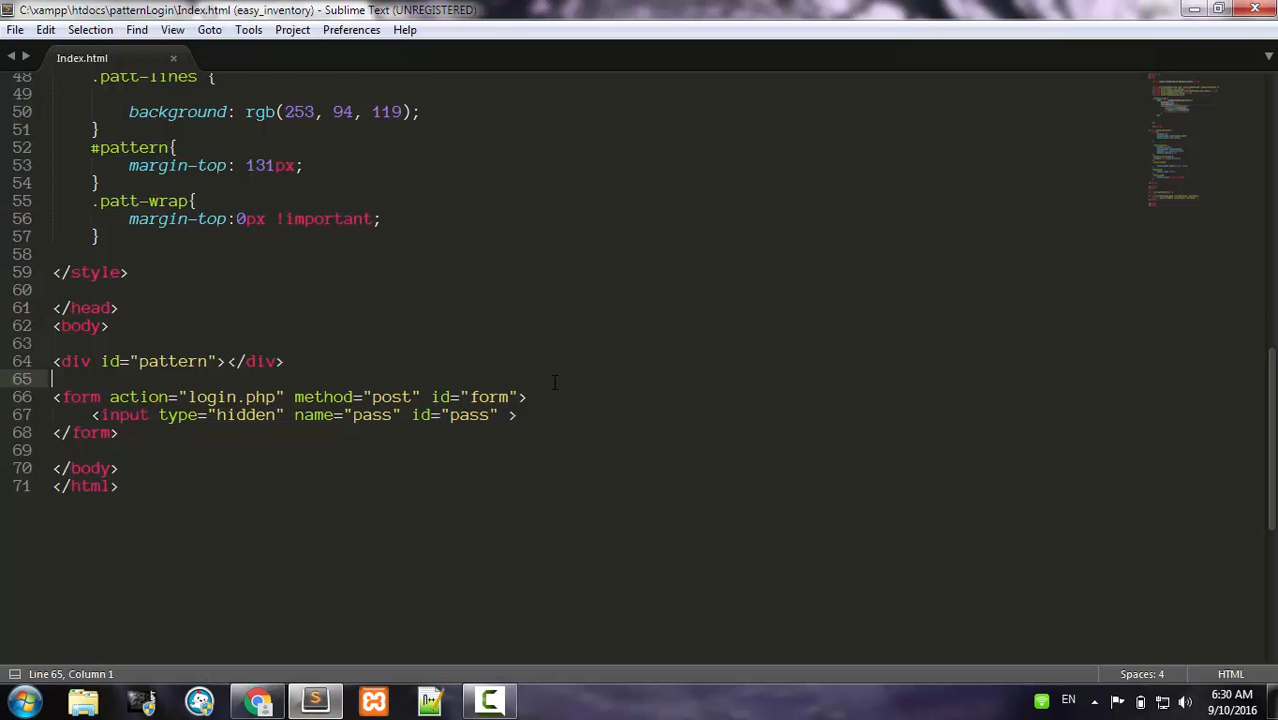 C:\xampp\htdocs\patternLogin\Index.html (easy_inventory) - Sublime Text (UNREGISTERED)
File Edit Selection Find View Goto Tools Project Preferences Help
Index.html
48 .patt-lines {
49
50 background: rgb(253, 94, 119);
51 }
52 #pattern{
53 margin-top: 131px;
54 }
55 .patt-wrap{
56 margin-top:0px !important;
57 }
58
59 </style>
60
61 </head>
62 <body>
63
64 <div id="pattern"></div>
65
66 <form action="login.php" method="post" id="form">
67 <input type="hidden" name="pass" id="pass" >
68 </form>
69
70 </body>
71 </html>
Line 65, Column 1 Spaces: 4 HTML
EN 6:30 AM
9/10/2016